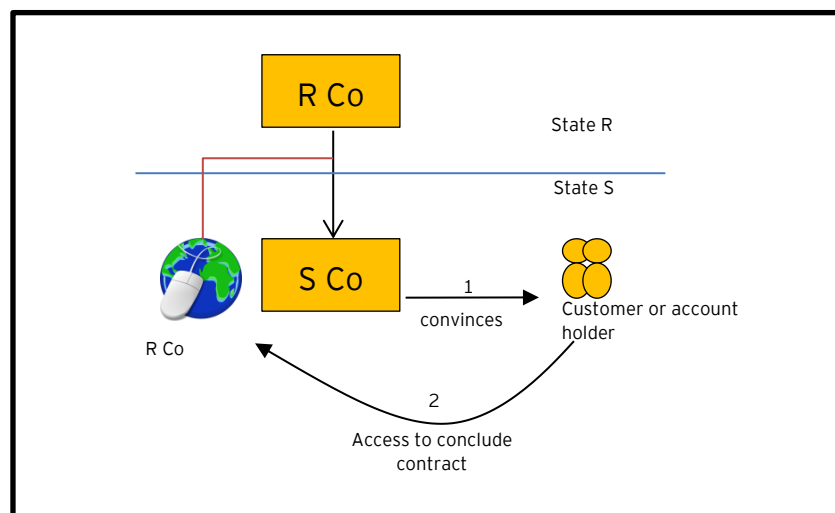 R Co
State R
State S
S Co
1
convinces
Customer or account
holder
R Co
2
Access to conclude
contract